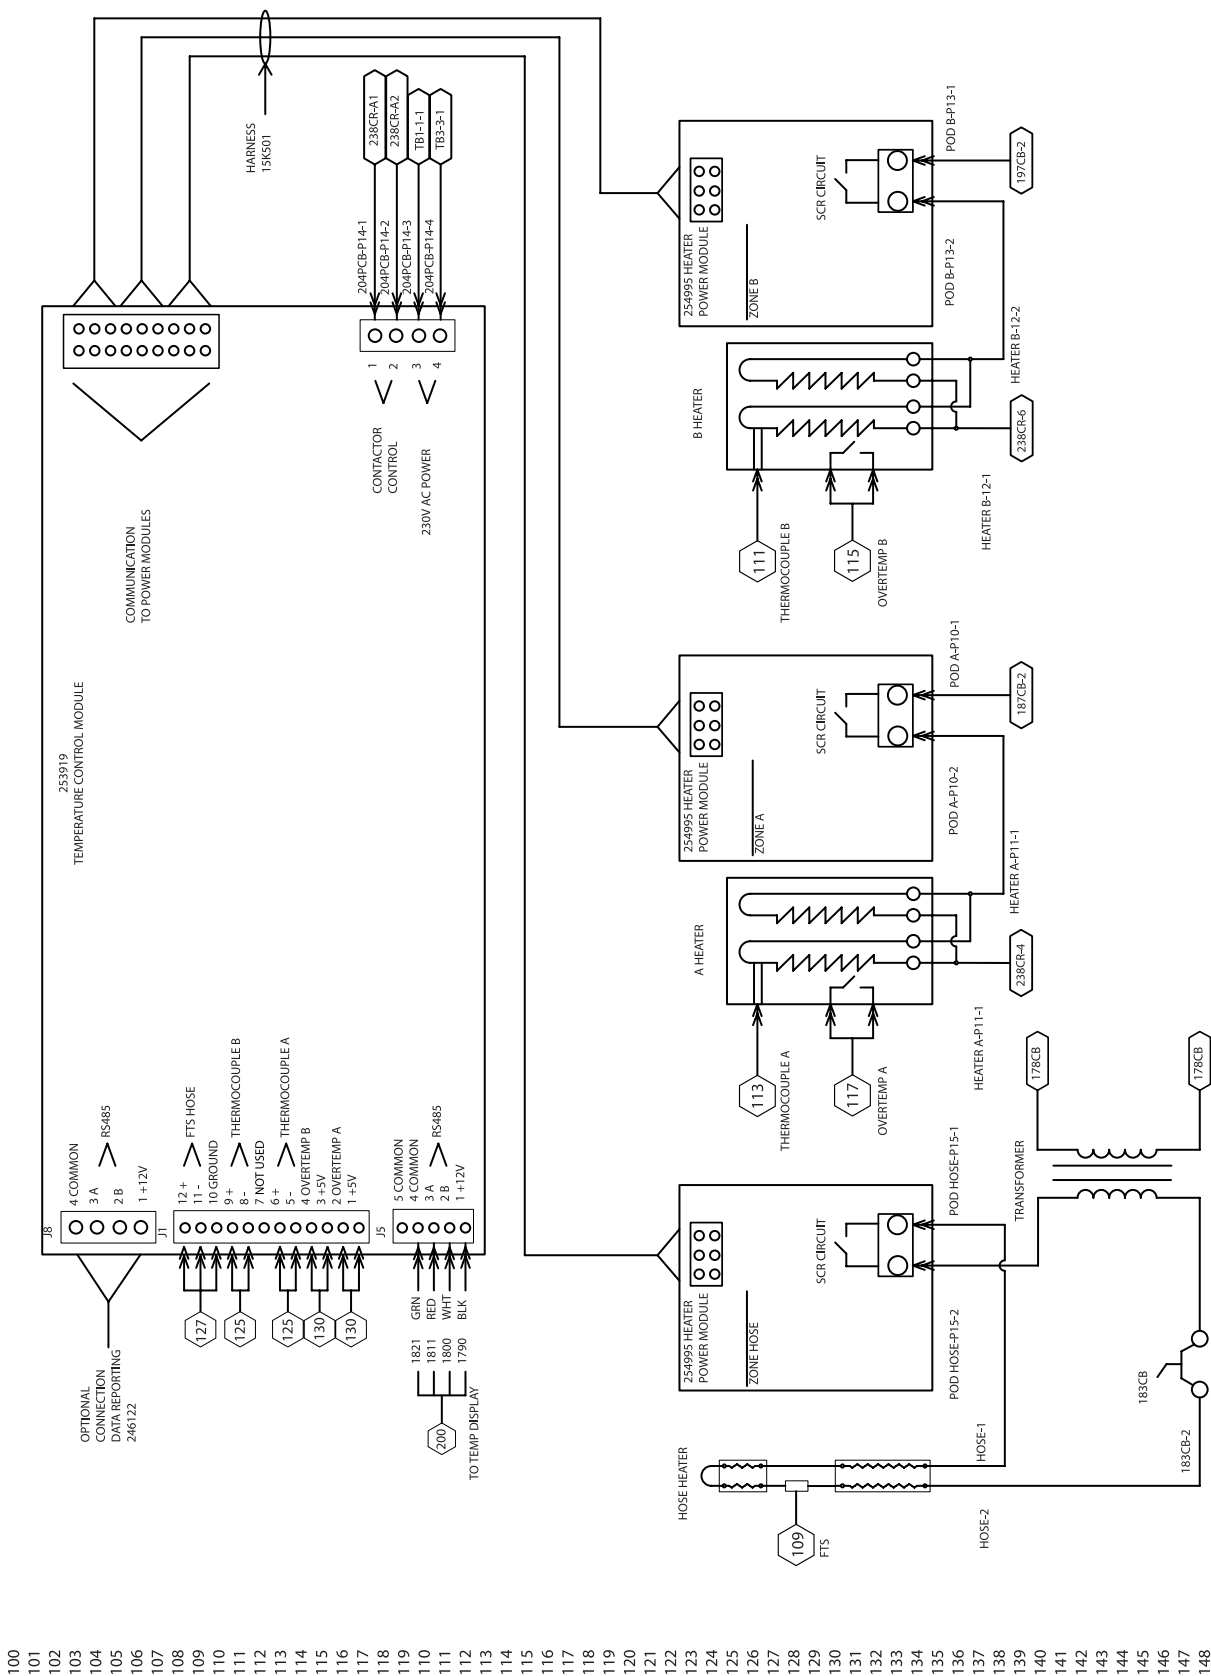 100
101
102
103
104
105
106
107
108
109
110
111
112
113
114
115
116
117
118
119
110
111
112
113
114
115
116
117
118
119
120
121
122
123
124
125
126
127
128
129
130
131
132
133
134
135
136
137
138
139
140
141
142
143
144
145
146
147
148
253919
TEMPERATURE CONTROL MODULE
HARNESS
15K501
COMMUNICATION
TO POWER MODULES
238CR-A1
238CR-A2
TB1-1-1
TB3-3-1
204PCB-P14-1
204PCB-P14-2
204PCB-P14-3
204PCB-P14-4
1
2
3
4
CONTACTOR
CONTROL
230V AC POWER
OPTIONAL
CONNECTION
DATA REPORTING
246122
J8
4 COMMON
3 A
2 B
1 +12V
RS485
J1
12 +
11 -
10 GROUND
9 +
8 -
7 NOT USED
6 +
5 -
4 OVERTEMP B
3 +5V
2 OVERTEMP A
1 +5V
FTS HOSE
THERMOCOUPLE B
THERMOCOUPLE A
127
125
125
130
130
J5
5 COMMON
4 COMMON
3 A
2 B
1 +12V
RS485
GRN
RED
WHT
BLK
1821
1811
1800
1790
200
TO TEMP DISPLAY
HOSE HEATER
109
FTS
HOSE-1
HOSE-2
254995 HEATER
POWER MODULE
ZONE HOSE
SCR CIRCUIT
POD HOSE-P15-1
POD HOSE-P15-2
TRANSFORMER
178CB
178CB
183CB
183CB-2
A HEATER
113
THERMOCOUPLE A
117
OVERTEMP A
HEATER A-P11-1
238CR-4
HEATER A-P11-1
254995 HEATER
POWER MODULE
ZONE A
SCR CIRCUIT
POD A-P10-1
POD A-P10-2
187CB-2
B HEATER
111
THERMOCOUPLE B
115
OVERTEMP B
HEATER B-12-1
238CR-6
HEATER B-12-2
254995 HEATER
POWER MODULE
ZONE B
SCR CIRCUIT
POD B-P13-1
POD B-P13-2
197CB-2